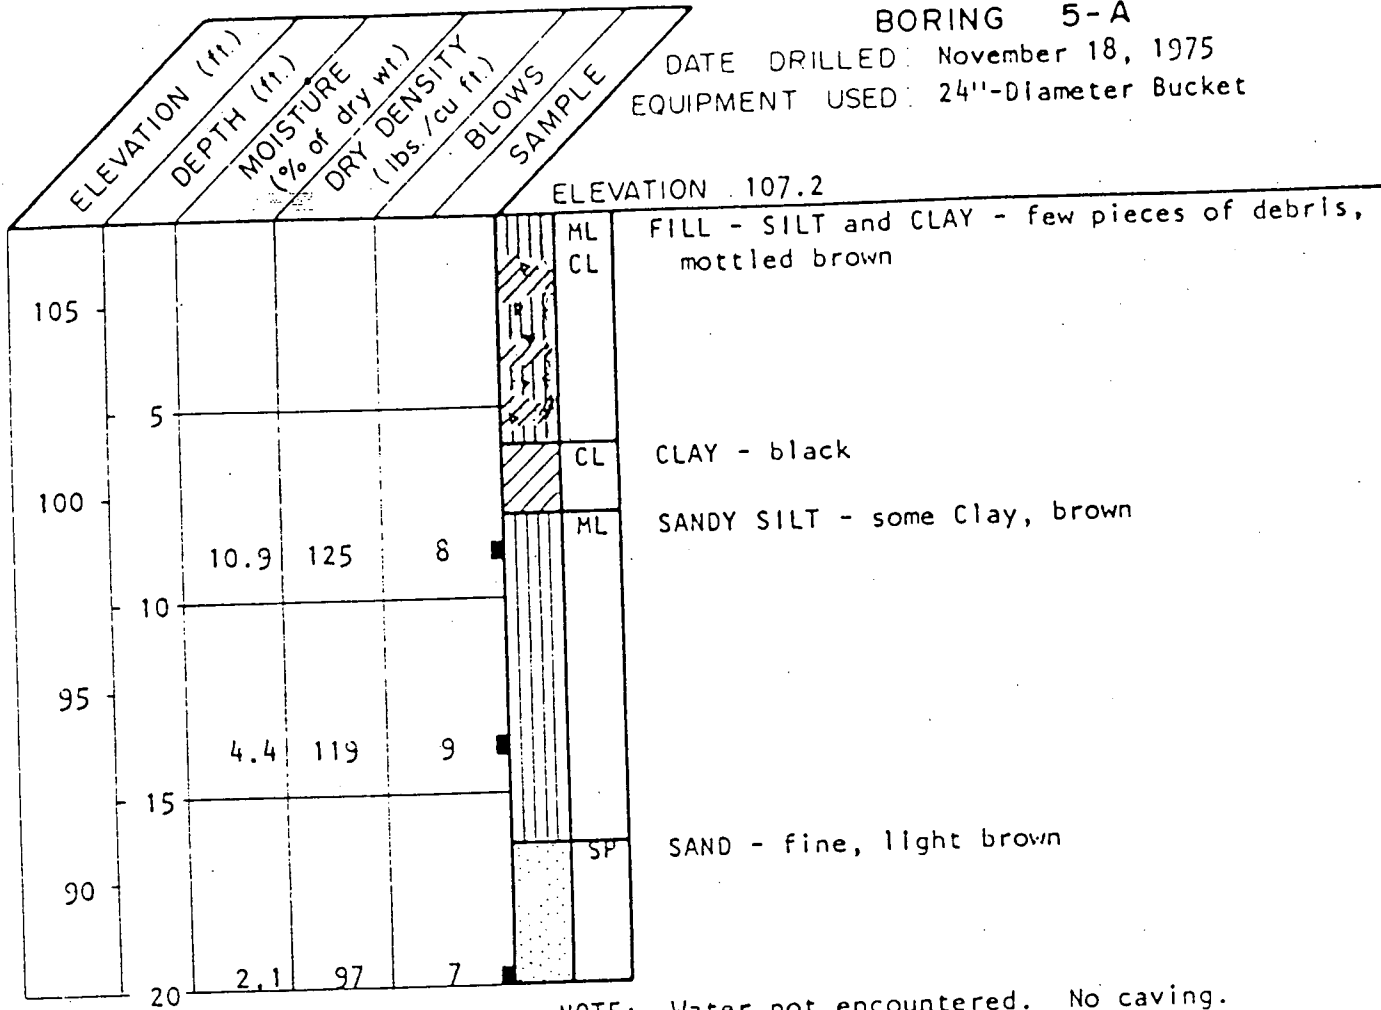 BORING 5-A
DATE DRILLED: November 18, 1975
EQUIPMENT USED: 24"-Diameter Bucket
ELEVATION (ft.)
DEPTH (ft.)
MOISTURE
(% of dry wt.)
DRY DENSITY
(lbs./cu ft.)
BLOWS
SAMPLE
ELEVATION 107.2
ML FILL - SILT and CLAY - few pieces of debris,
CL mottled brown
105
5
CL CLAY - black
100
ML SANDY SILT - some Clay, brown
10.9 125 8
10
95
4.4 119 9
15
SP SAND - fine, light brown
90
2.1 97 7
20
NOTE: Water not encountered. No caving.